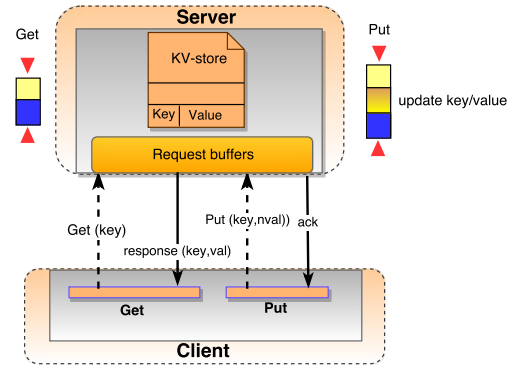 Server
Get
Put
KV-store
Key
Value
update key/value
Request buffers
Get (key)
response (key,val)
Put (key,nval))
ack
Get
Put
Client